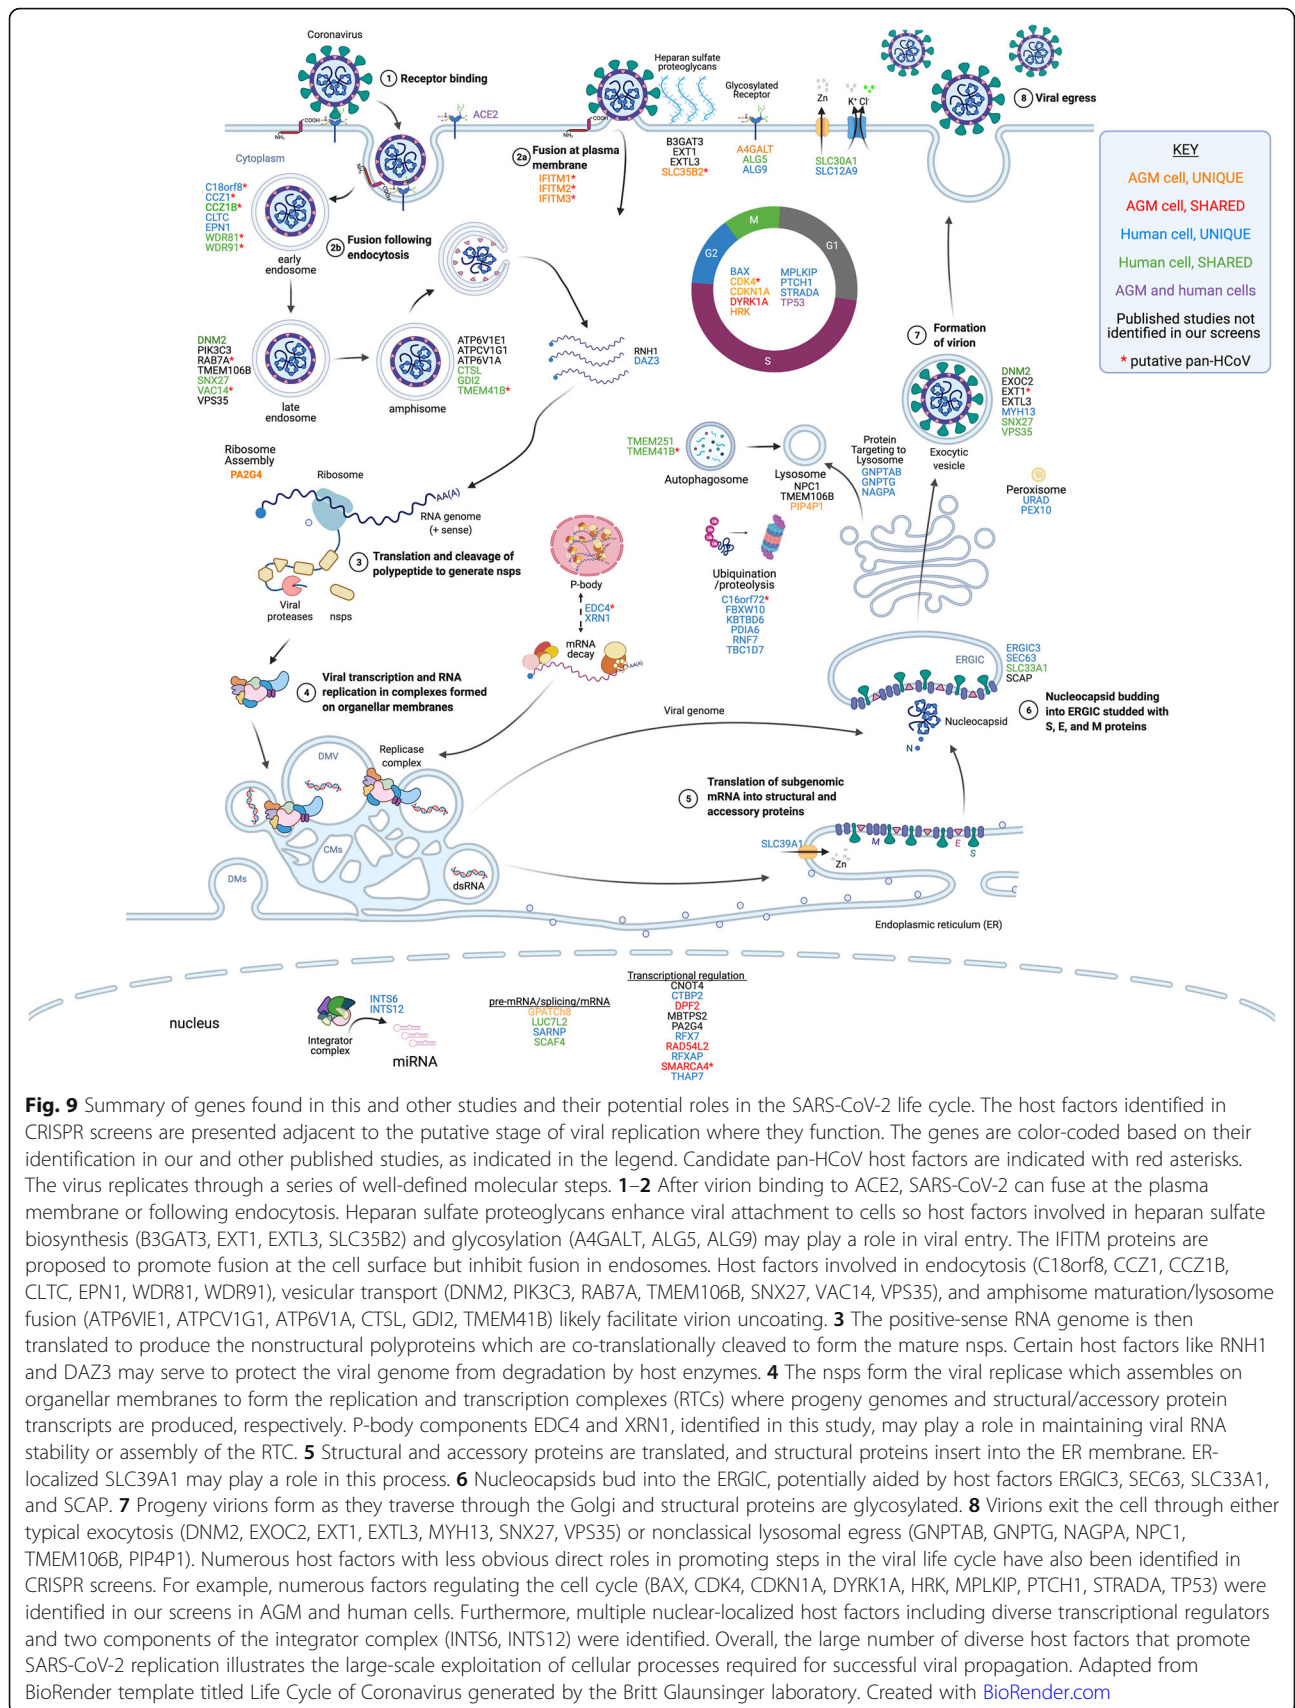 Coronavirus
1 Receptor binding
COOH
NH₂
ACE2
Cytoplasm
COOH
NH₂
C18orf8*
CCZ1*
CCZ1B*
CLTC
EPN1
WDR81*
WDR91*
early
endosome
2b Fusion following
endocytosis
DNM2
PIK3C3
RAB7A*
TMEM106B
SNX27
VAC14*
VPS35
late
endosome
amphisome
ATP6V1E1
ATPCV1G1
ATP6V1A
CTSL
GDI2
TMEM41B*
2a Fusion at plasma
membrane
IFITM1*
IFITM2*
IFITM3*
COOH
NH₂
Heparan sulfate
proteoglycans
B3GAT3
EXT1
EXTL3
SLC35B2*
Glycosylated
Receptor
A4GALT
ALG5
ALG9
Zn
K⁺ Cl⁻
SLC30A1
SLC12A9
8 Viral egress
KEY
AGM cell, UNIQUE
AGM cell, SHARED
Human cell, UNIQUE
Human cell, SHARED
AGM and human cells
Published studies not
identified in our screens
* putative pan-HCoV
M
G1
G2
S
BAX
CDK4*
CDKN1A
DYRK1A
HRK
MPLKIP
PTCH1
STRADA
TP53
RNH1
DAZ3
7 Formation
of virion
DNM2
EXOC2
EXT1*
EXTL3
MYH13
SNX27
VPS35
Exocytic
vesicle
Ribosome
Assembly
PA2G4
Ribosome
AA(A)
RNA genome
(+ sense)
3 Translation and cleavage of
polypeptide to generate nsps
Viral
proteases
nsps
TMEM251
TMEM41B*
Autophagosome
Lysosome
NPC1
TMEM106B
PIP4P1
Protein
Targeting to
Lysosome
GNPTAB
GNPTG
NAGPA
Peroxisome
URAD
PEX10
P-body
EDC4*
XRN1
mRNA
decay
AA(A)
Ubiquination
/proteolysis
C16orf72*
FBXW10
KBTBD6
PDIA6
RNF7
TBC1D7
4 Viral transcription and RNA
replication in complexes formed
on organellar membranes
ERGIC
ERGIC3
SEC63
SLC33A1
SCAP
Nucleocapsid
N
6 Nucleocapsid budding
into ERGIC studded with
S, E, and M proteins
Viral genome
DMV
Replicase
complex
CMs
DMs
dsRNA
5 Translation of subgenomic
mRNA into structural and
accessory proteins
SLC39A1
Zn
M
E
S
Endoplasmic reticulum (ER)
nucleus
Integrator
complex
INTS6
INTS12
miRNA
pre-mRNA/splicing/mRNA
GPATCh8
LUC7L2
SARNP
SCAF4
Transcriptional regulation
CNOT4
CTBP2
DPF2
MBTPS2
PA2G4
RFX7
RAD54L2
RFXAP
SMARCA4*
THAP7
Fig. 9 Summary of genes found in this and other studies and their potential roles in the SARS-CoV-2 life cycle. The host factors identified in
CRISPR screens are presented adjacent to the putative stage of viral replication where they function. The genes are color-coded based on their
identification in our and other published studies, as indicated in the legend. Candidate pan-HCoV host factors are indicated with red asterisks.
The virus replicates through a series of well-defined molecular steps. 1–2 After virion binding to ACE2, SARS-CoV-2 can fuse at the plasma
membrane or following endocytosis. Heparan sulfate proteoglycans enhance viral attachment to cells so host factors involved in heparan sulfate
biosynthesis (B3GAT3, EXT1, EXTL3, SLC35B2) and glycosylation (A4GALT, ALG5, ALG9) may play a role in viral entry. The IFITM proteins are
proposed to promote fusion at the cell surface but inhibit fusion in endosomes. Host factors involved in endocytosis (C18orf8, CCZ1, CCZ1B,
CLTC, EPN1, WDR81, WDR91), vesicular transport (DNM2, PIK3C3, RAB7A, TMEM106B, SNX27, VAC14, VPS35), and amphisome maturation/lysosome
fusion (ATP6VIE1, ATPCV1G1, ATP6V1A, CTSL, GDI2, TMEM41B) likely facilitate virion uncoating. 3 The positive-sense RNA genome is then
translated to produce the nonstructural polyproteins which are co-translationally cleaved to form the mature nsps. Certain host factors like RNH1
and DAZ3 may serve to protect the viral genome from degradation by host enzymes. 4 The nsps form the viral replicase which assembles on
organellar membranes to form the replication and transcription complexes (RTCs) where progeny genomes and structural/accessory protein
transcripts are produced, respectively. P-body components EDC4 and XRN1, identified in this study, may play a role in maintaining viral RNA
stability or assembly of the RTC. 5 Structural and accessory proteins are translated, and structural proteins insert into the ER membrane. ER-
localized SLC39A1 may play a role in this process. 6 Nucleocapsids bud into the ERGIC, potentially aided by host factors ERGIC3, SEC63, SLC33A1,
and SCAP. 7 Progeny virions form as they traverse through the Golgi and structural proteins are glycosylated. 8 Virions exit the cell through either
typical exocytosis (DNM2, EXOC2, EXT1, EXTL3, MYH13, SNX27, VPS35) or nonclassical lysosomal egress (GNPTAB, GNPTG, NAGPA, NPC1,
TMEM106B, PIP4P1). Numerous host factors with less obvious direct roles in promoting steps in the viral life cycle have also been identified in
CRISPR screens. For example, numerous factors regulating the cell cycle (BAX, CDK4, CDKN1A, DYRK1A, HRK, MPLKIP, PTCH1, STRADA, TP53) were
identified in our screens in AGM and human cells. Furthermore, multiple nuclear-localized host factors including diverse transcriptional regulators
and two components of the integrator complex (INTS6, INTS12) were identified. Overall, the large number of diverse host factors that promote
SARS-CoV-2 replication illustrates the large-scale exploitation of cellular processes required for successful viral propagation. Adapted from
BioRender template titled Life Cycle of Coronavirus generated by the Britt Glaunsinger laboratory. Created with BioRender.com